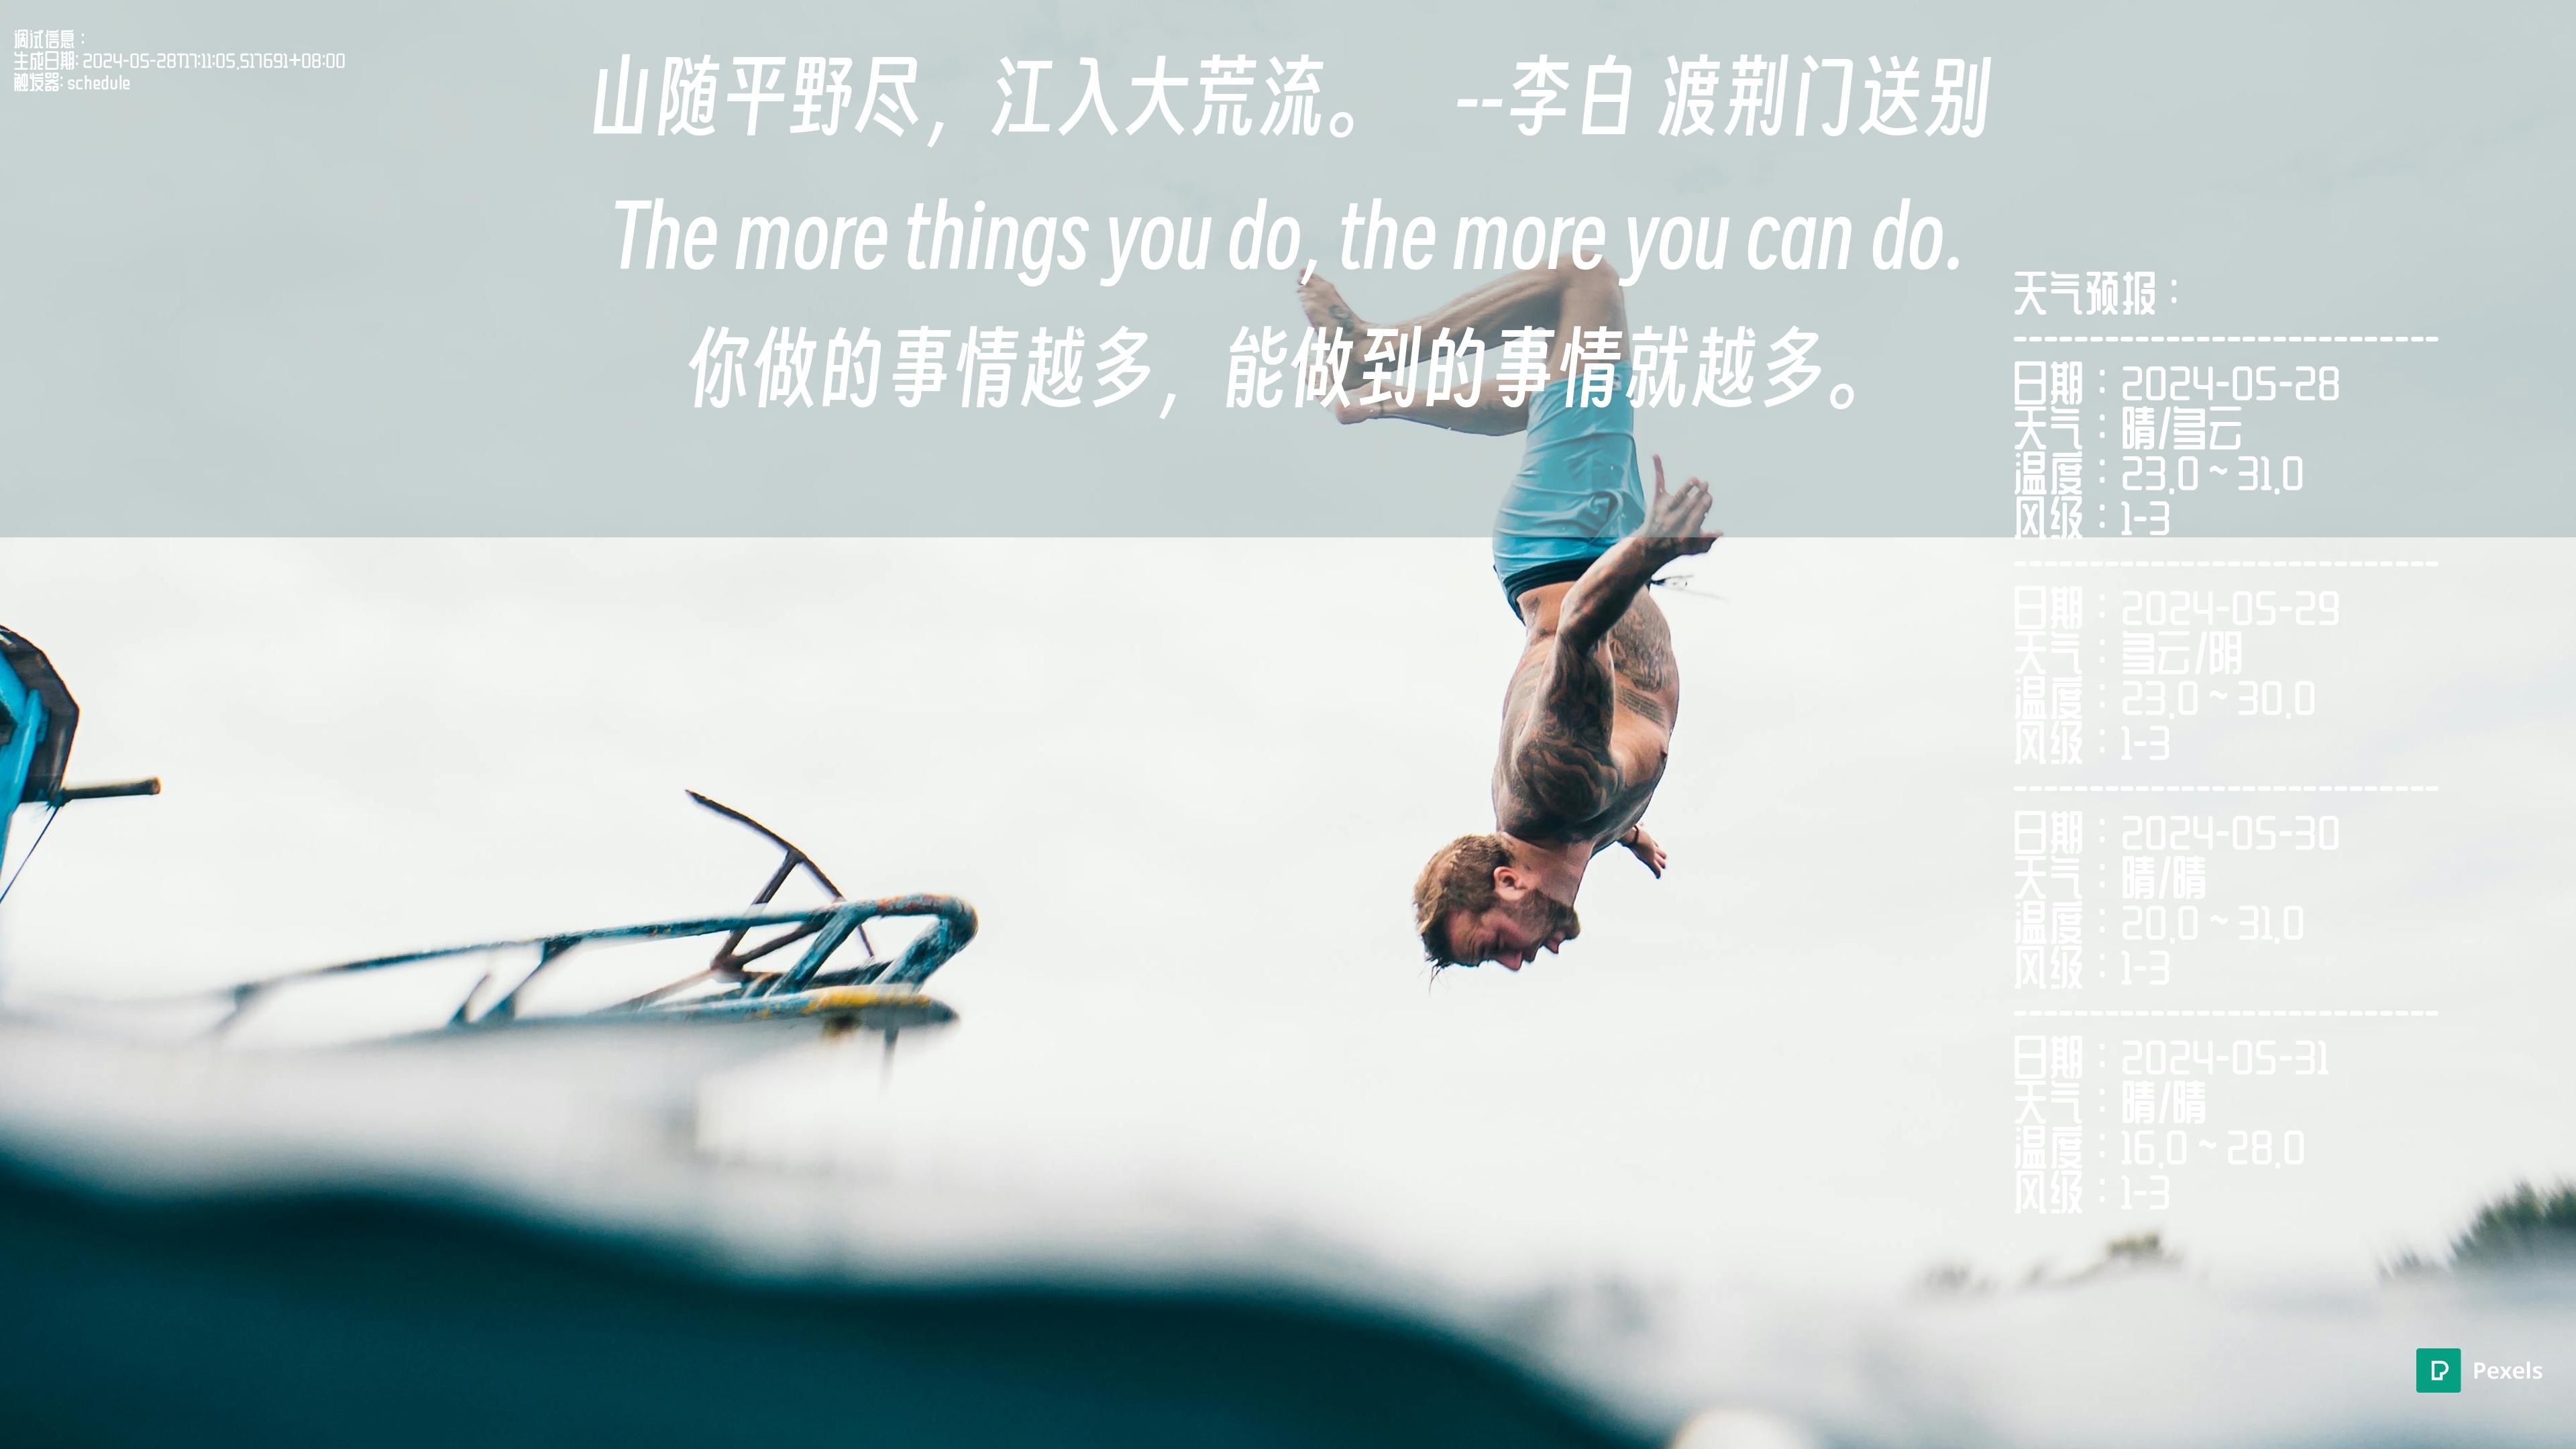 调试信息：
生成日期: 2024-05-28T17:11:05.517691+08:00
触发器: schedule
山随平野尽，江入大荒流。 --李白 渡荆门送别
The more things you do, the more you can do.
你做的事情越多，能做到的事情就越多。
天气预报：
----------------------------
日期：2024-05-28
天气：晴/多云
温度：23.0 ~ 31.0
风级：1-3
----------------------------
日期：2024-05-29
天气：多云/阴
温度：23.0 ~ 30.0
风级：1-3
----------------------------
日期：2024-05-30
天气：晴/晴
温度：20.0 ~ 31.0
风级：1-3
----------------------------
日期：2024-05-31
天气：晴/晴
温度：16.0 ~ 28.0
风级：1-3
Pexels